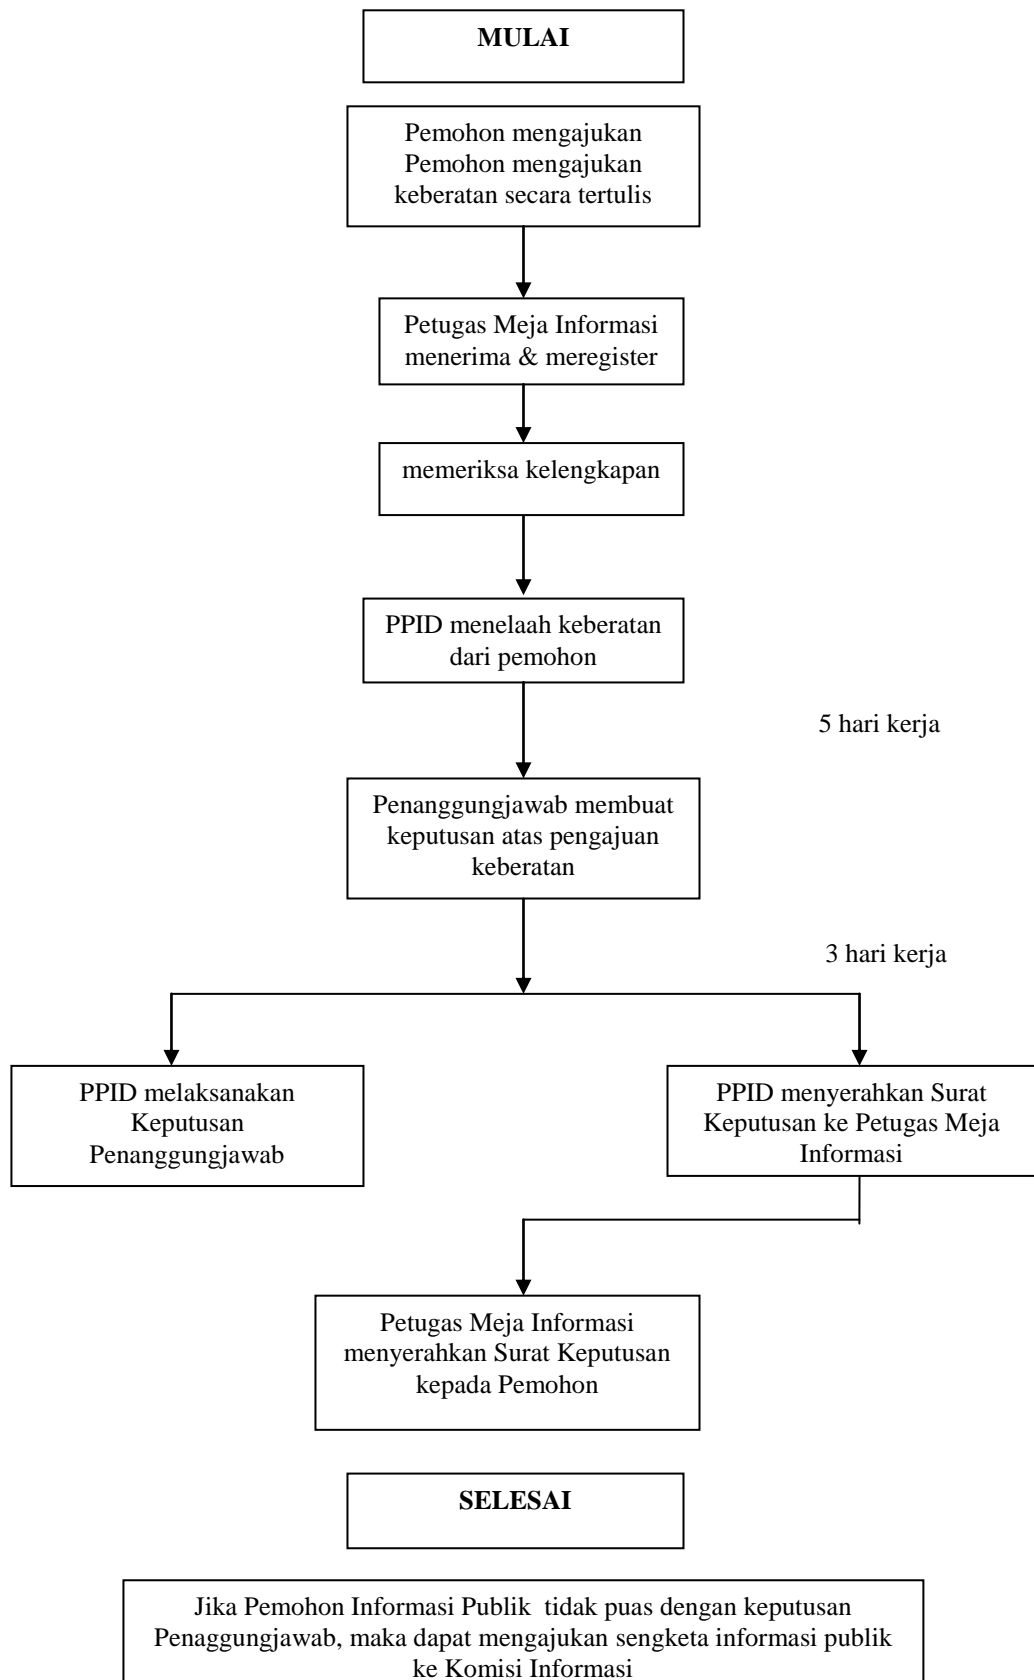 MULAI
Pemohon mengajukan
Pemohon mengajukan
keberatan secara tertulis
Petugas Meja Informasi
menerima & meregister
memeriksa kelengkapan
PPID menelaah keberatan
dari pemohon
5 hari kerja
Penanggungjawab membuat
keputusan atas pengajuan
keberatan
3 hari kerja
PPID melaksanakan
Keputusan
Penanggungjawab
PPID menyerahkan Surat
Keputusan ke Petugas Meja
Informasi
Petugas Meja Informasi
menyerahkan Surat Keputusan
kepada Pemohon
SELESAI
Jika Pemohon Informasi Publik  tidak puas dengan keputusan
Penaggungjawab, maka dapat mengajukan sengketa informasi publik
ke Komisi Informasi